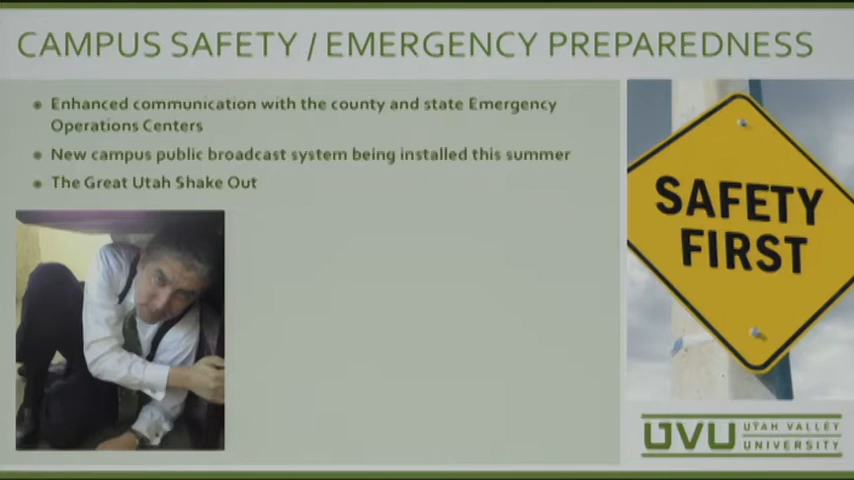 CAMPUS SAFETY / EMERGENCY PREPAREDNESS
Enhanced communication with the county and state Emergency
Operations Centers
New campus public broadcast system being installed this summer
The Great Utah Shake Out
SAFETY
FIRST
UVU UTAH VALLEY
UNIVERSITY